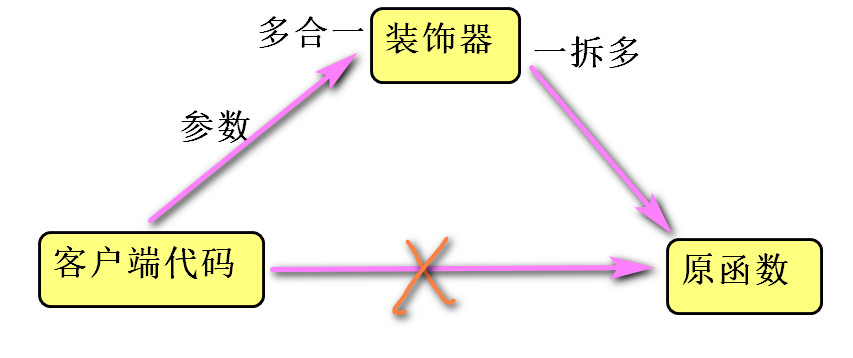 多合一
装饰器
一拆多
参数
客户端代码
原函数